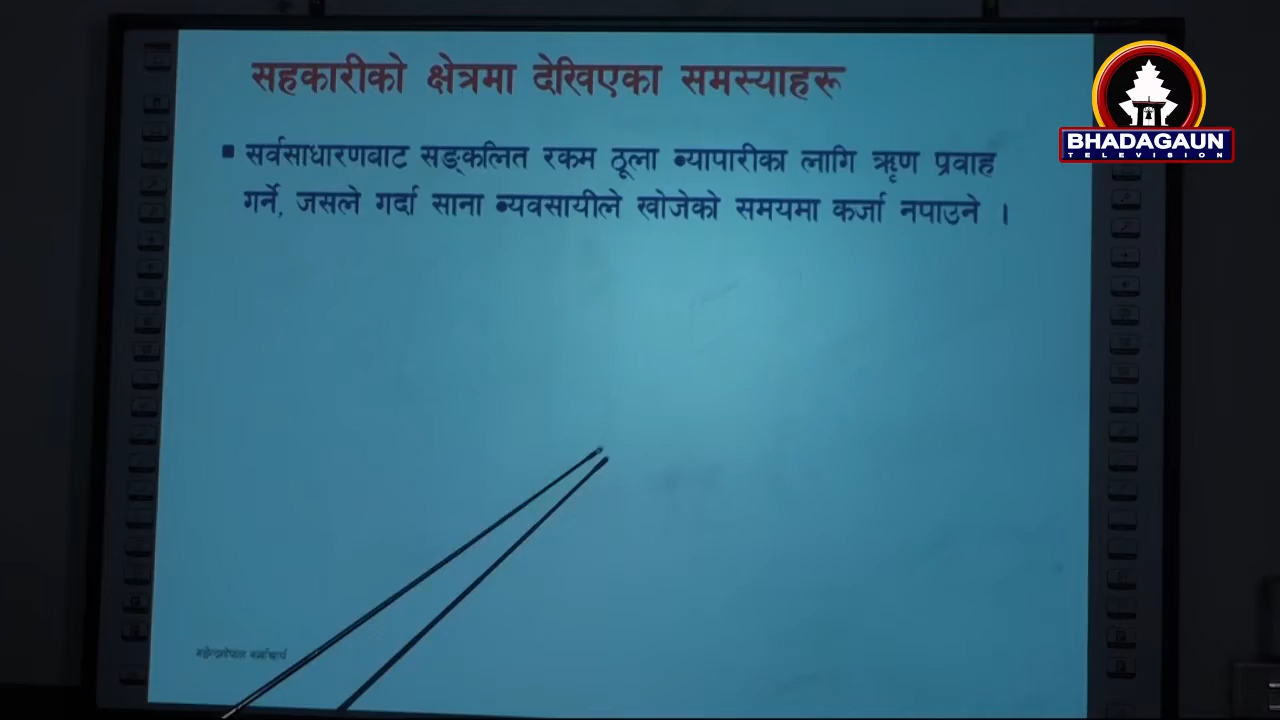 सहकारीको क्षेत्रमा देखिएका समस्याहरू
BHADAGAUN
TELEVISION
▪ सर्वसाधारणबाट सङ्कलित रकम ठूला ब्यापारीका लागि ऋृण प्रवाह
गर्ने, जसले गर्दा साना ब्यवसायीले खोजेको समयमा कर्जा नपाउने ।